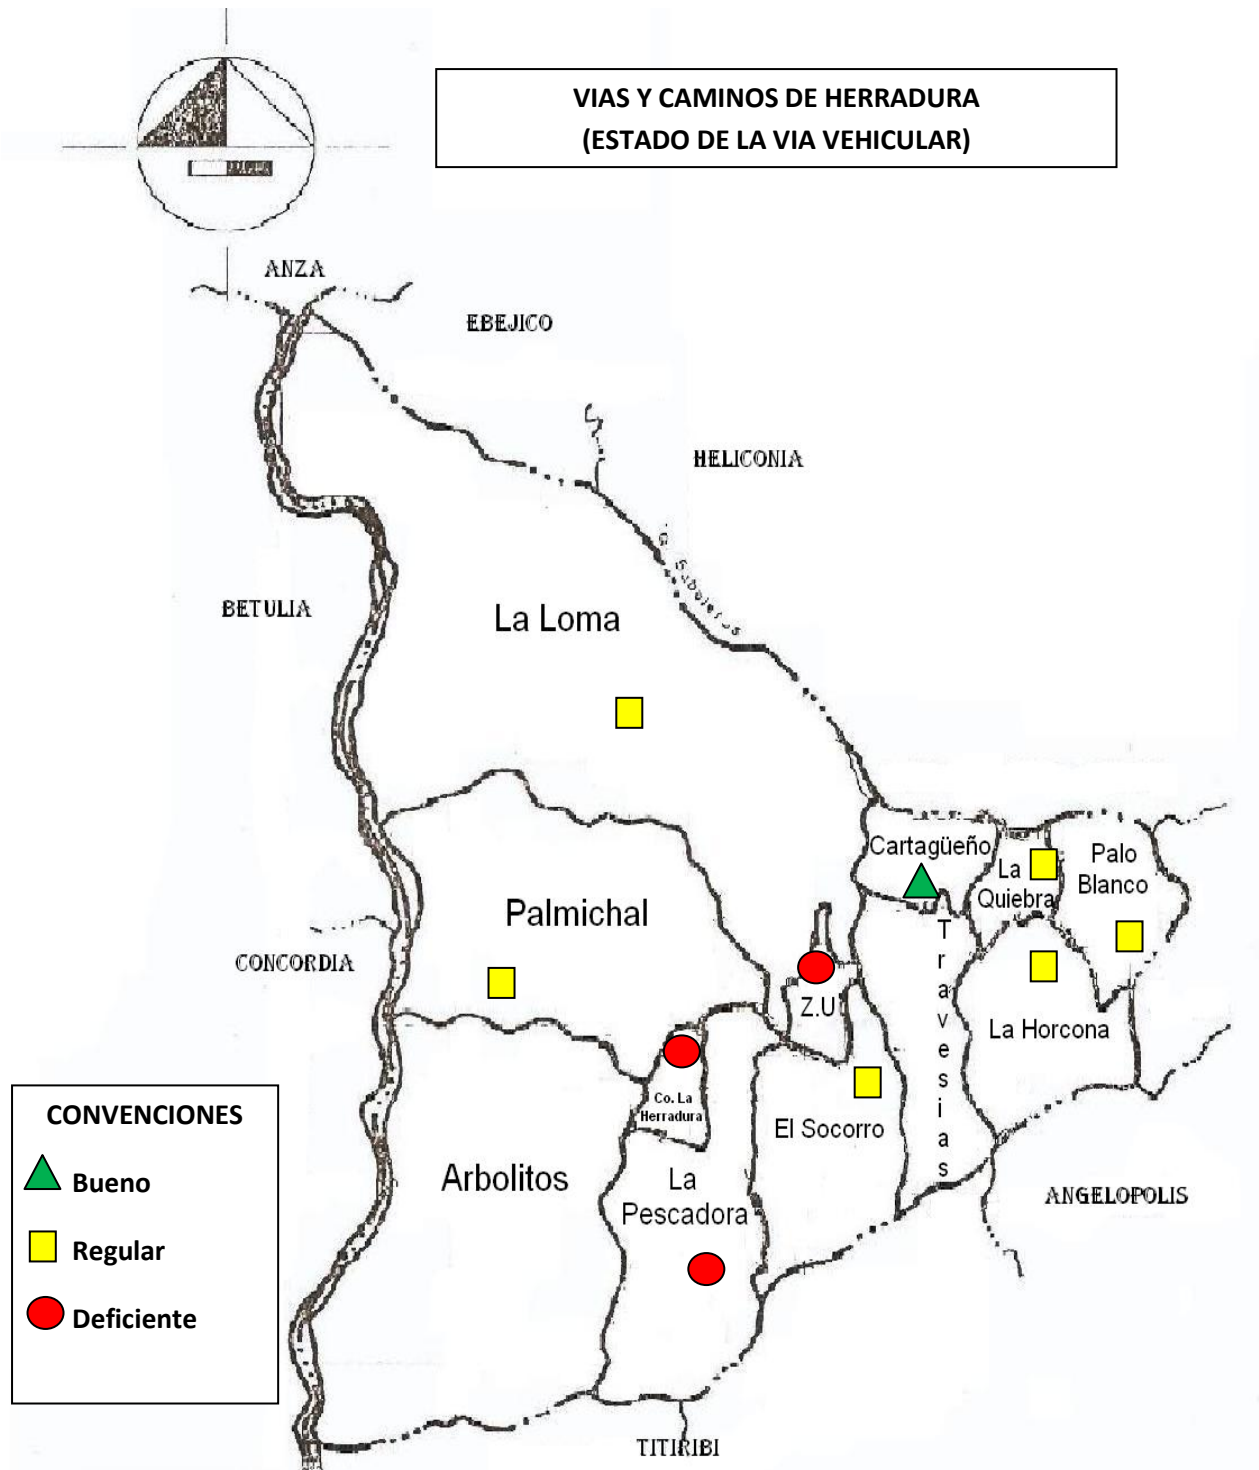 VIAS Y CAMINOS DE HERRADURA
(ESTADO DE LA VIA VEHICULAR)
ANZA
EBEJICO
HELICONIA
BETULIA
La Loma
Cartagüeño
La
Quiebra
Palo
Blanco
Palmichal
Travesias
CONCORDIA
Z.U
La Horcona
Co. La
Herradura
El Socorro
Arbolitos
La
Pescadora
ANGELOPOLIS
TITIRIBI
CONVENCIONES
Bueno
Regular
Deficiente